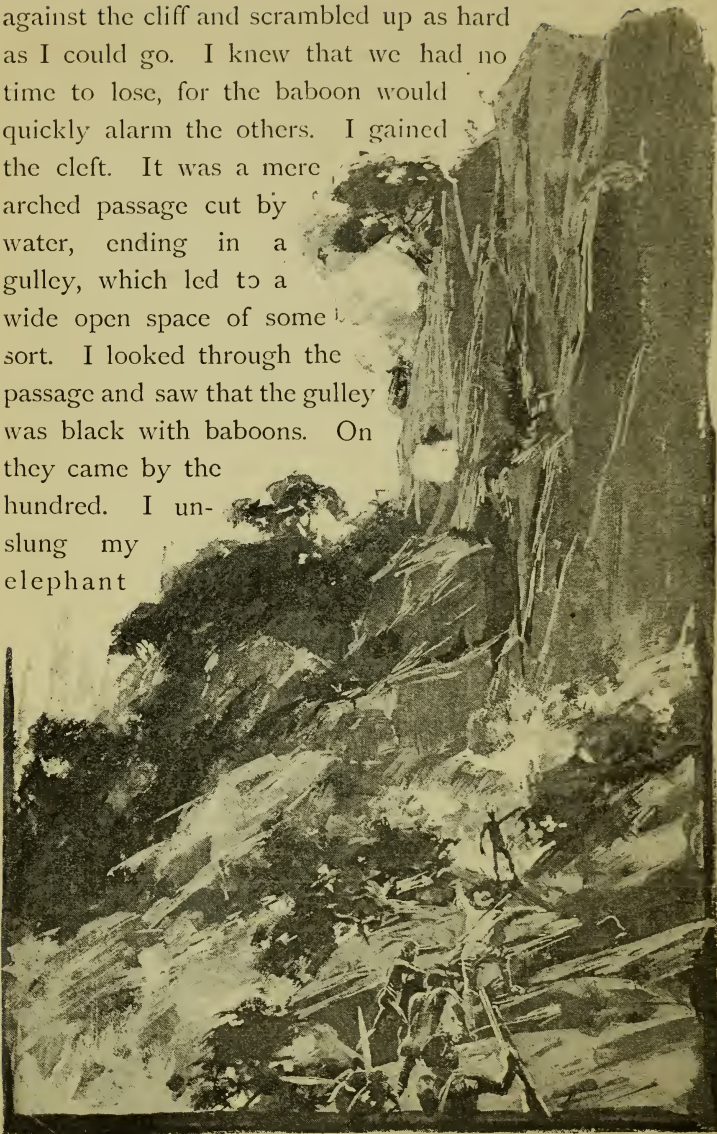 against the cliff and scrambled up as hard
as I could go. I knew that we had no
time to lose, for the baboon would
quickly alarm the others. I gained
the cleft. It was a mere
arched passage cut by
water, ending in a
gulley, which led to a
wide open space of some
sort. I looked through the
passage and saw that the gulley
was black with baboons. On
they came by the
hundred. I un-
slung my
elephant